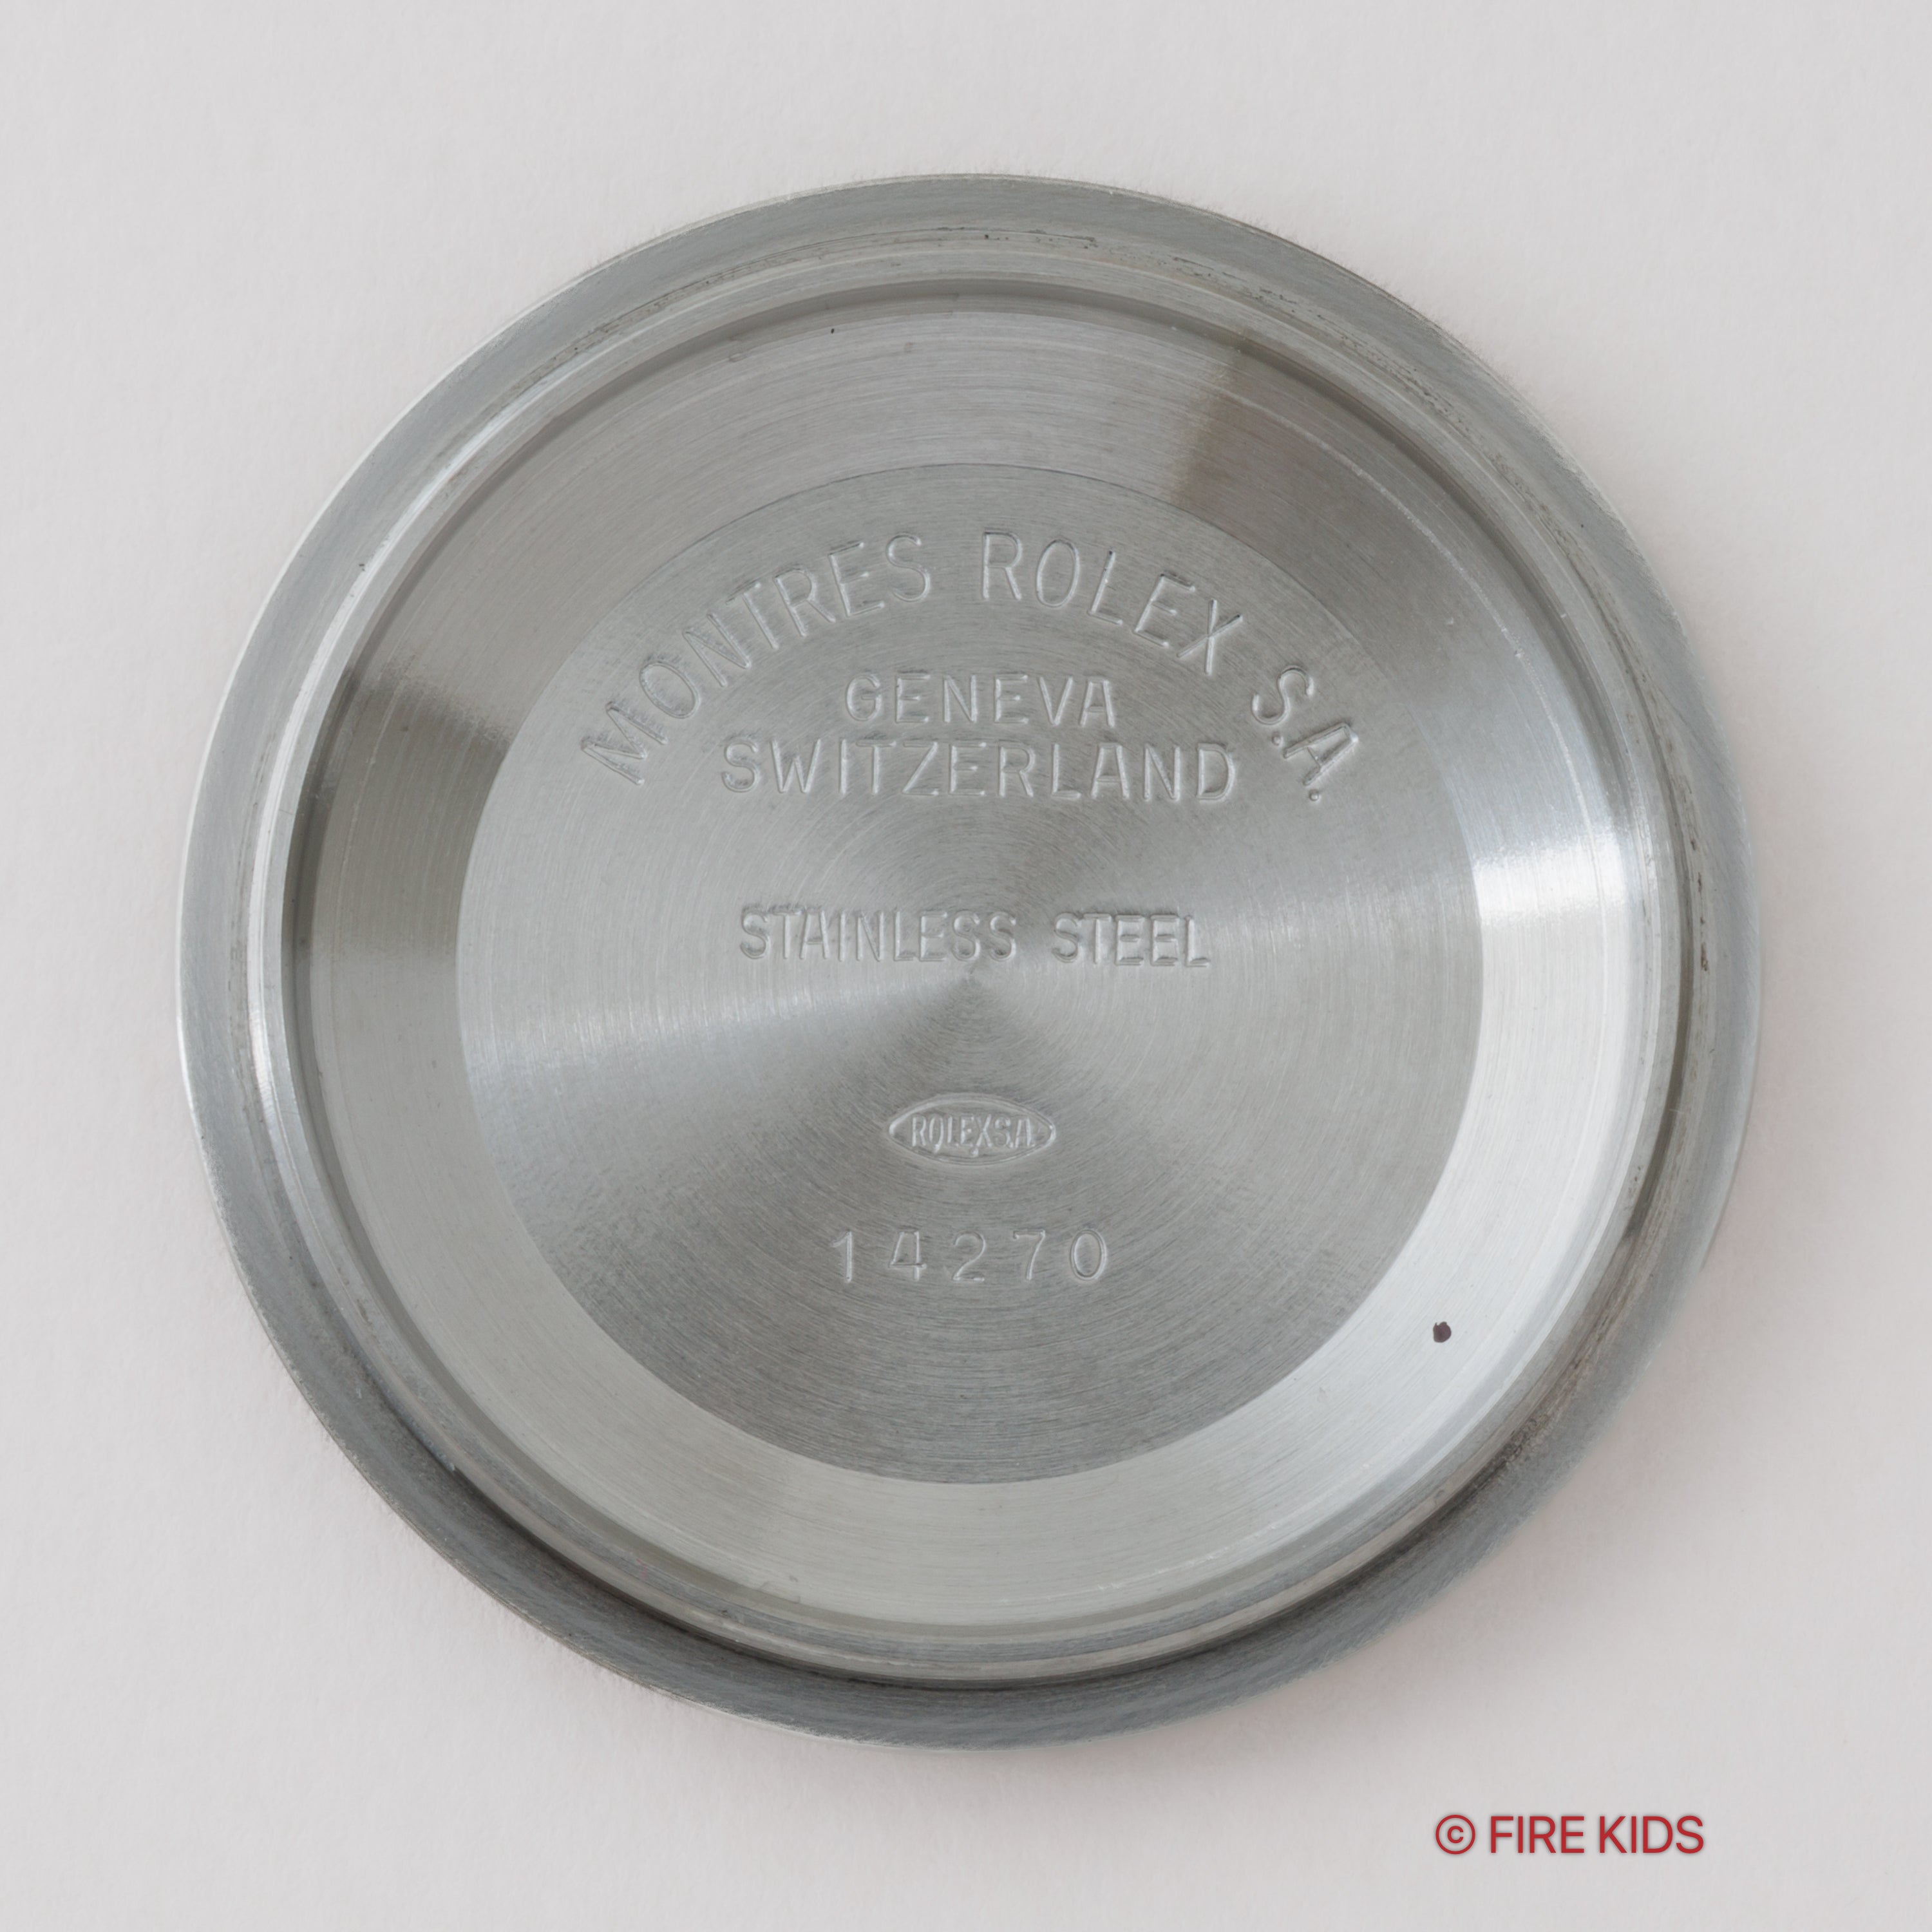 MONTRES ROLEX S.A.
GENEVA
SWITZERLAND
STAINLESS STEEL
ROLEX S.A.
14270
© FIRE KIDS